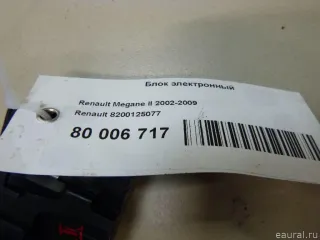 Блок электронный
Renault Megane II 2002-2009
Renault 8200125077
80 006 717
© eaural.ru